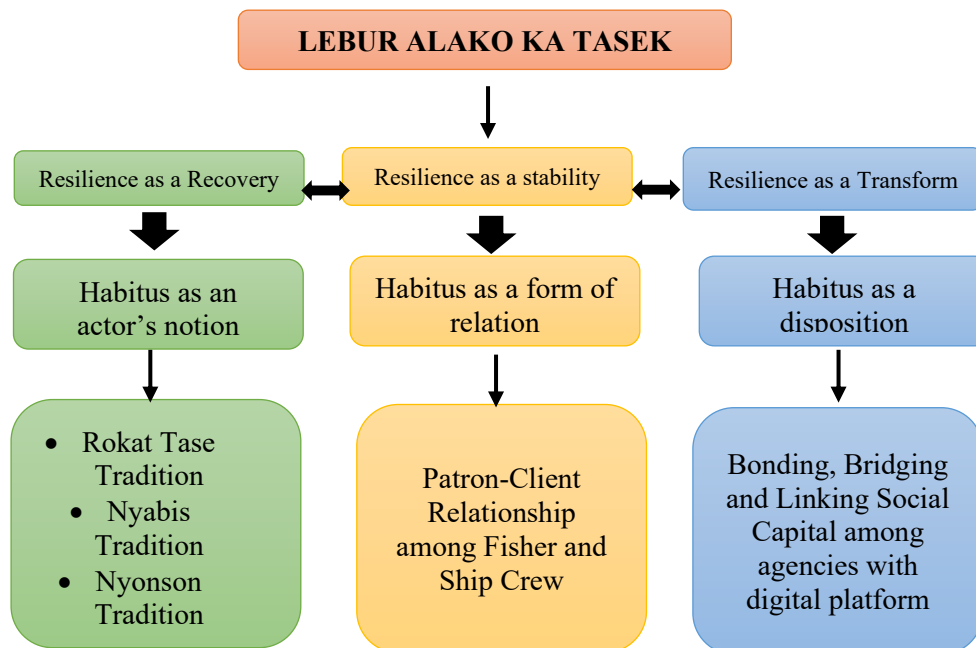 LEBUR ALAKO KA TASEK
Resilience as a Recovery
Resilience as a stability
Resilience as a Transform
Habitus as an
actor’s notion
Habitus as a form of
relation
Habitus as a
disposition
• Rokat Tase
Tradition
• Nyabis
Tradition
• Nyonson
Tradition
Patron-Client
Relationship
among Fisher and
Ship Crew
Bonding, Bridging
and Linking Social
Capital among
agencies with
digital platform